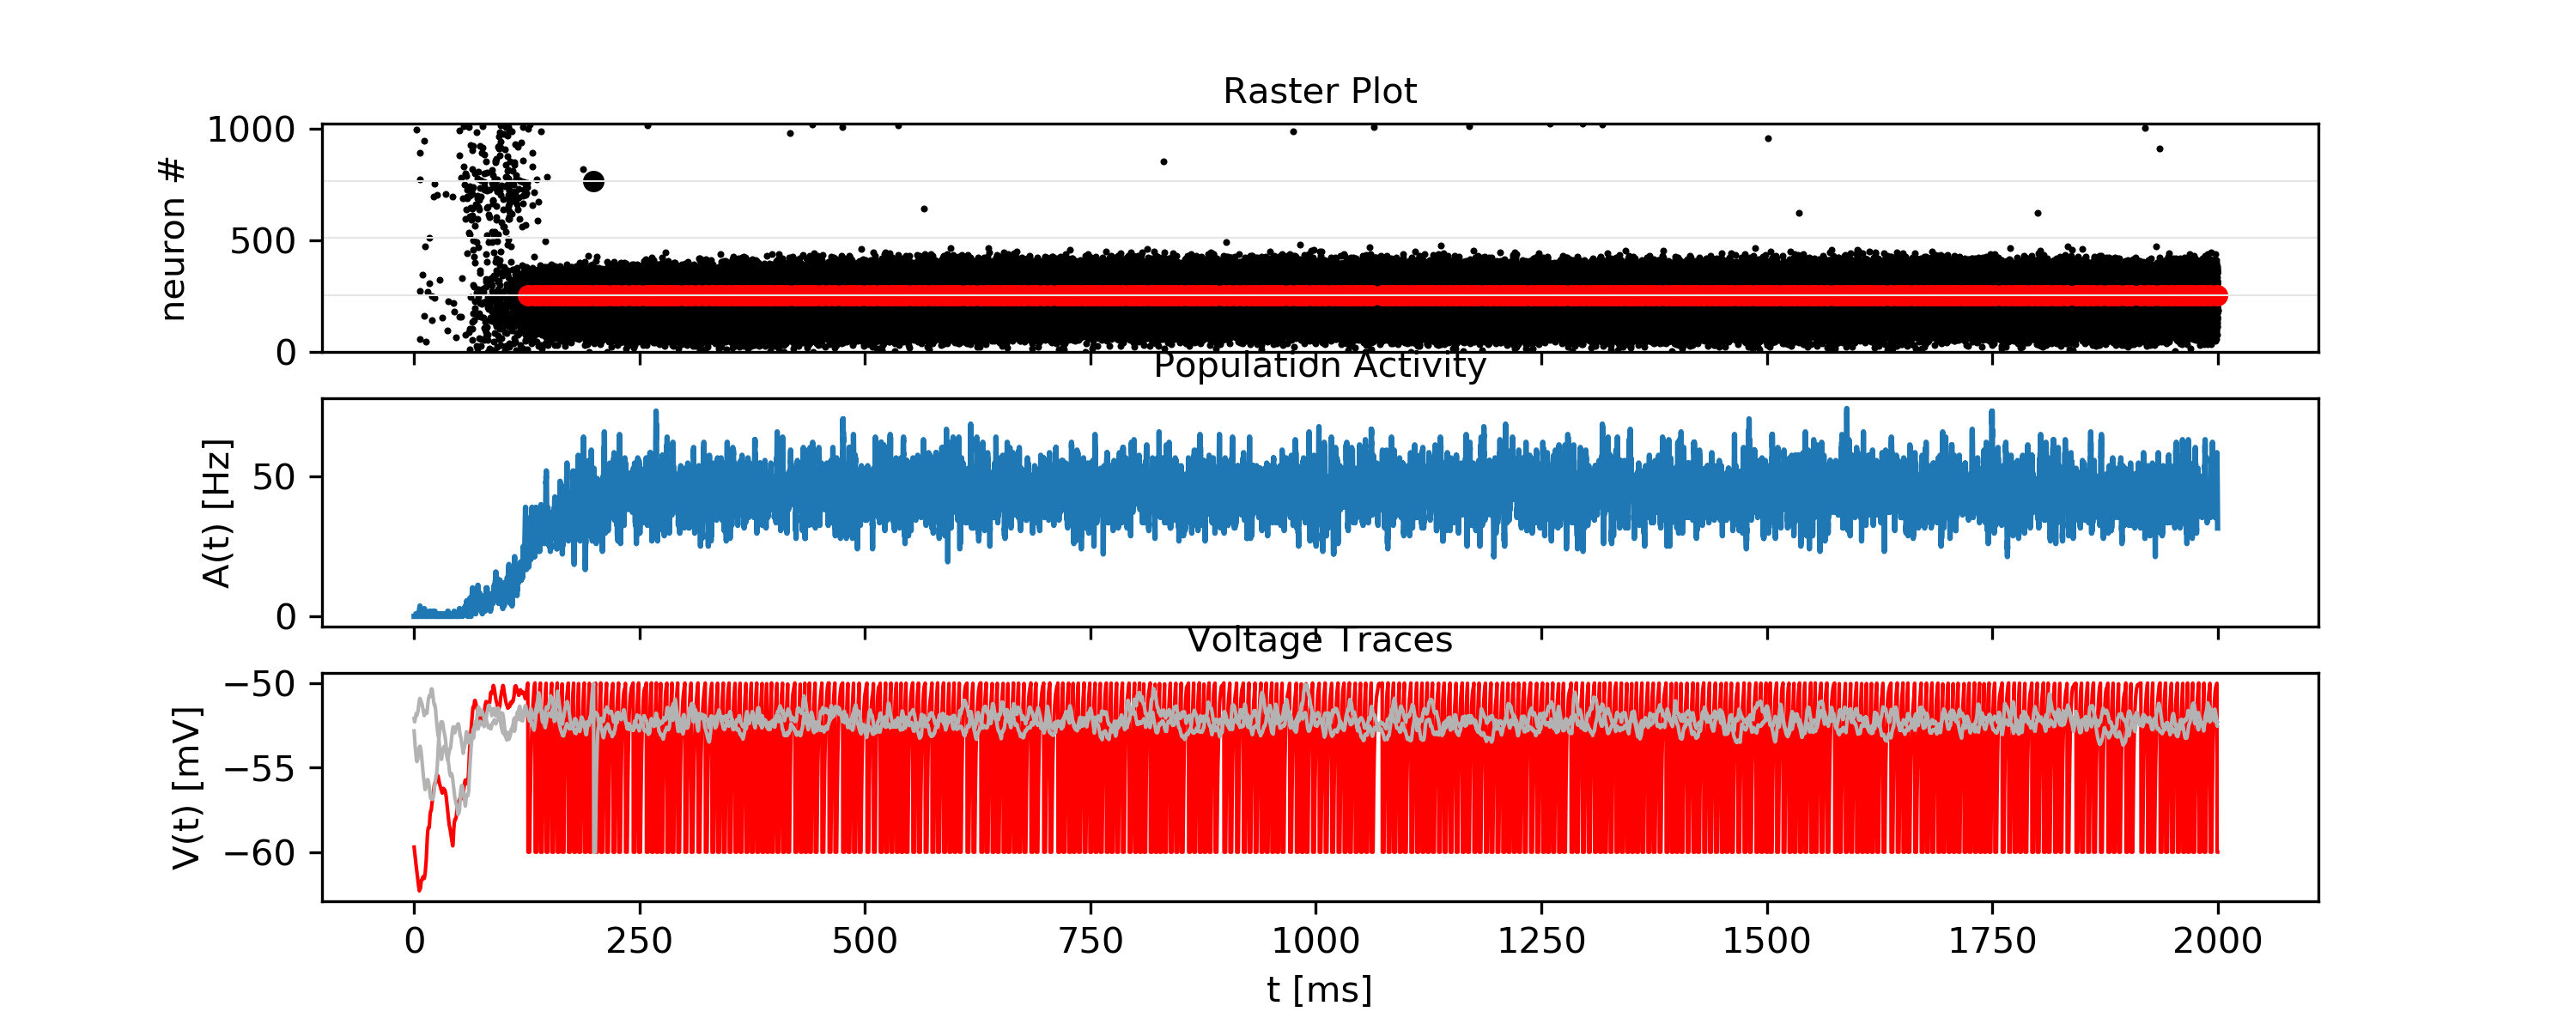 Raster Plot
1000
500
0
neuron #
Population Activity
50
0
A(t) [Hz]
Voltage Traces
−50
−55
−60
V(t) [mV]
0 250 500 750 1000 1250 1500 1750 2000
t [ms]